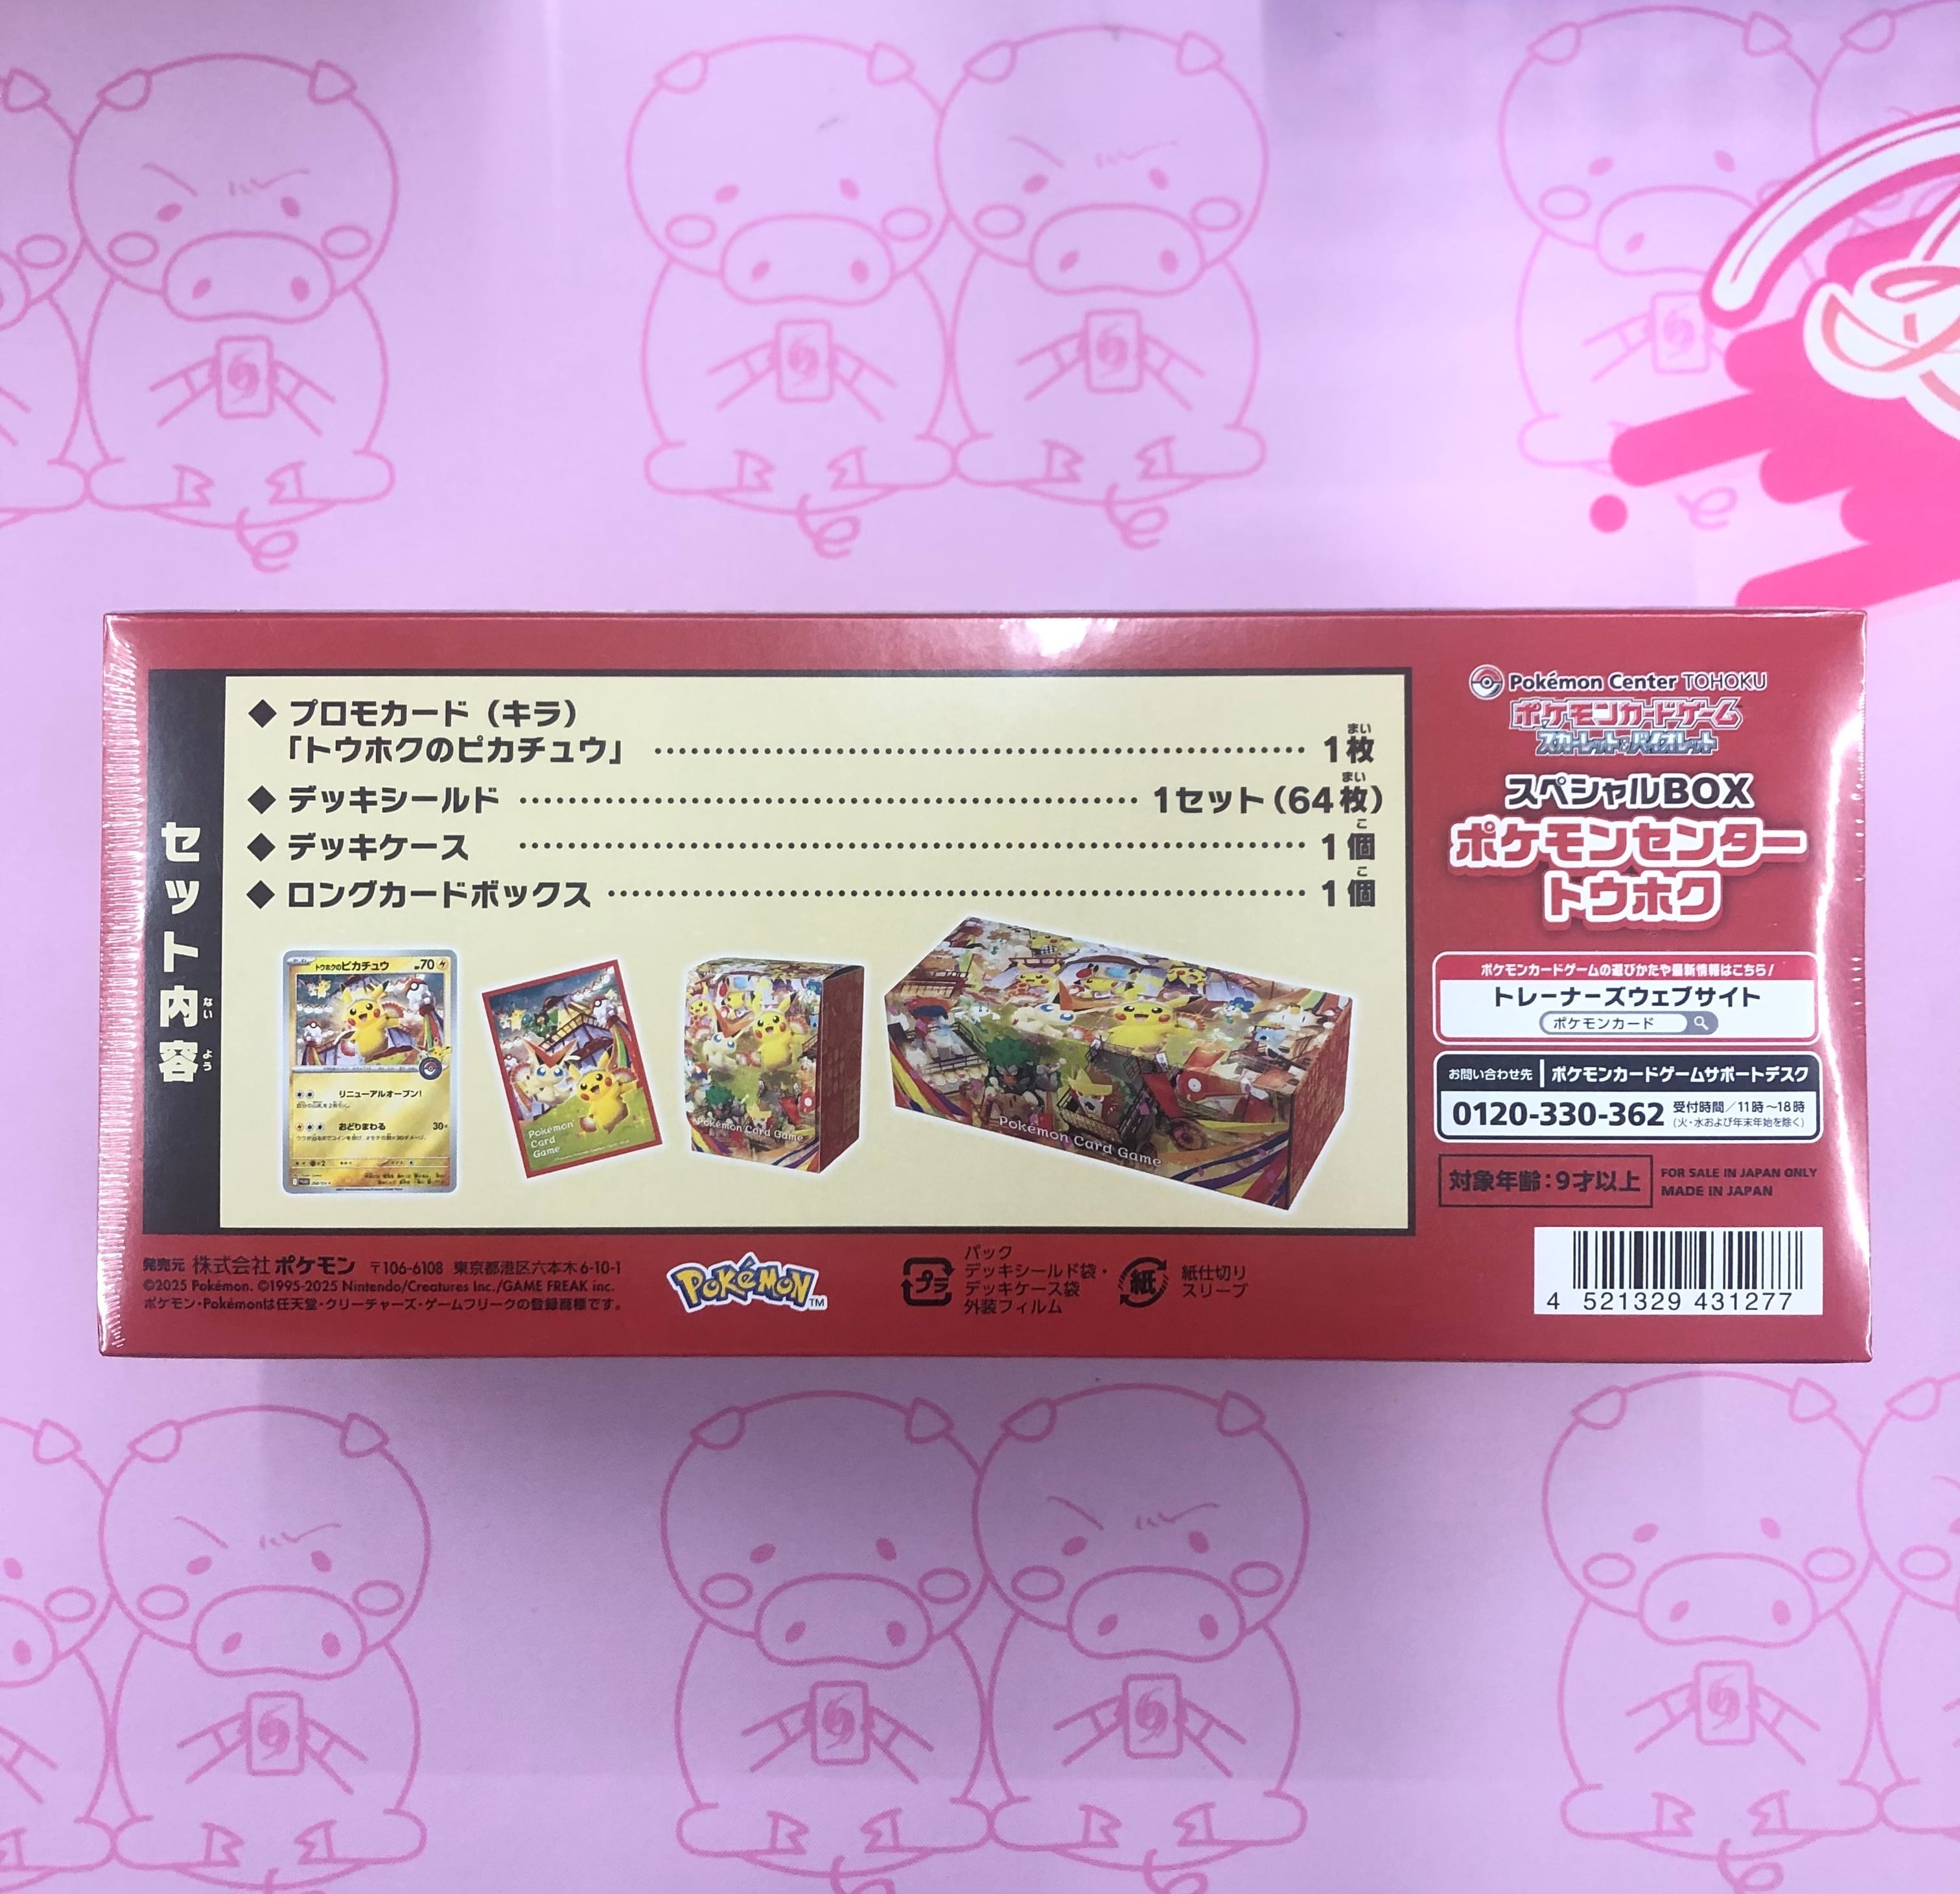 セット内容
ない
よう
◆ プロモカード（キラ）
「トウホクのピカチュウ」 1枚
まい
◆ デッキシールド 1セット（64枚）
まい
◆ デッキケース 1個
こ
◆ ロングカードボックス 1個
こ
トウホクのピカチュウ HP70
リニューアルオープン!
おどりまわる 30×
Pokémon
Card
Game
Pokémon Card Game
Pokémon Card Game
Pokémon Center TOHOKU
ポケモンカードゲーム
スカーレット&バイオレット
スペシャルBOX
ポケモンセンター
トウホク
ポケモンカードゲームの遊びかたや最新情報はこちら!
トレーナーズウェブサイト
ポケモンカード
お問い合わせ先 ポケモンカードゲームサポートデスク
0120-330-362 受付時間／11時～18時
（火・水および年末年始を除く）
対象年齢：9才以上
FOR SALE IN JAPAN ONLY
MADE IN JAPAN
4 521329 431277
発売元 株式会社ポケモン 〒106-6108 東京都港区六本木6-10-1
©2025 Pokémon. ©1995-2025 Nintendo/Creatures Inc./GAME FREAK inc.
ポケモン・Pokémonは任天堂・クリーチャーズ・ゲームフリークの登録商標です。
POKéMON TM
プラ
パック
デッキシールド袋・
デッキケース袋
外装フィルム
紙
紙仕切り
スリーブ